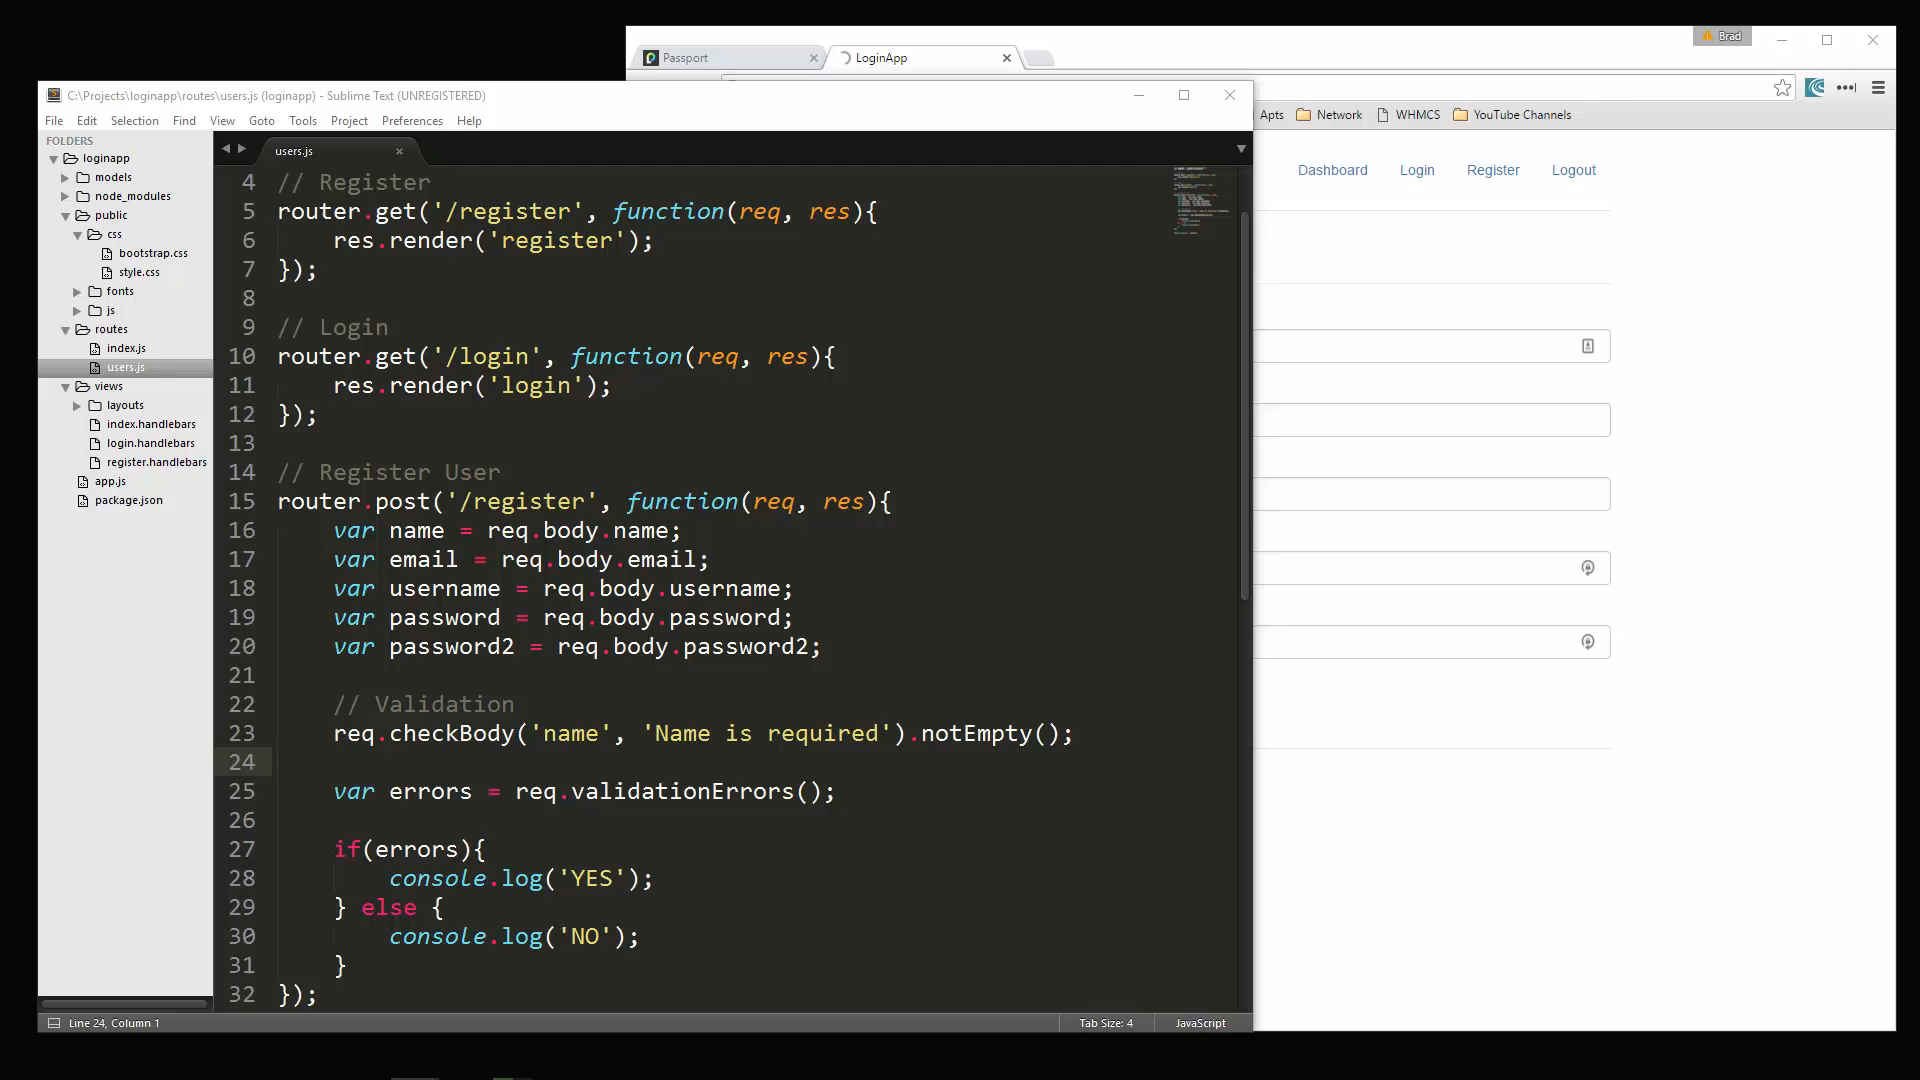 Brad
Passport
LoginApp
C:\Projects\loginapp\routes\users.js (loginapp) - Sublime Text (UNREGISTERED)
File Edit Selection Find View Goto Tools Project Preferences Help
Apts Network WHMCS YouTube Channels
Dashboard Login Register Logout
FOLDERS
loginapp
models
node_modules
public
css
bootstrap.css
style.css
fonts
js
routes
index.js
users.js
views
layouts
index.handlebars
login.handlebars
register.handlebars
app.js
package.json
users.js
4 // Register
5 router.get('/register', function(req, res){
6     res.render('register');
7 });
8
9 // Login
10 router.get('/login', function(req, res){
11     res.render('login');
12 });
13
14 // Register User
15 router.post('/register', function(req, res){
16     var name = req.body.name;
17     var email = req.body.email;
18     var username = req.body.username;
19     var password = req.body.password;
20     var password2 = req.body.password2;
21
22     // Validation
23     req.checkBody('name', 'Name is required').notEmpty();
24
25     var errors = req.validationErrors();
26
27     if(errors){
28         console.log('YES');
29     } else {
30         console.log('NO');
31     }
32 });
Line 24, Column 1
Tab Size: 4
JavaScript